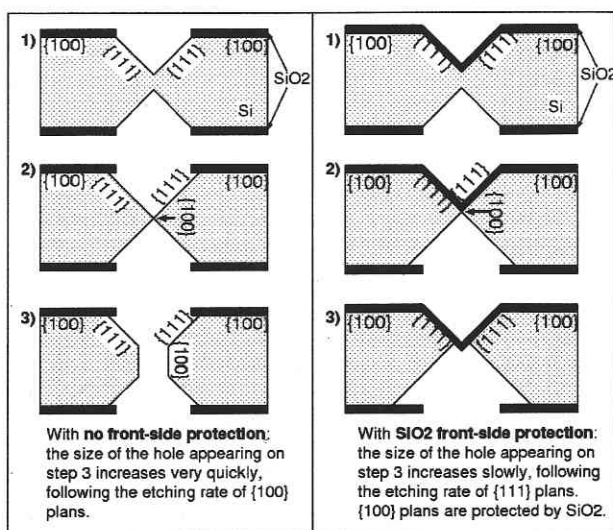 1)
{100}
{111}
{111}
{100}
SiO2
Si
2)
{100}
{111}
{111}
{100}
{100}
3)
{100}
{111}
{111}
{100}
{100}
With no front-side protection:
the size of the hole appearing on
step 3 increases very quickly,
following the etching rate of {100}
plans.
1)
{100}
{111}
{111}
{100}
SiO2
Si
2)
{100}
{111}
{111}
{100}
{100}
3)
{100}
{111}
{111}
{100}
With SiO2 front-side protection:
the size of the hole appearing on
step 3 increases slowly, following
the etching rate of {111} plans.
{100} plans are protected by SiO2.